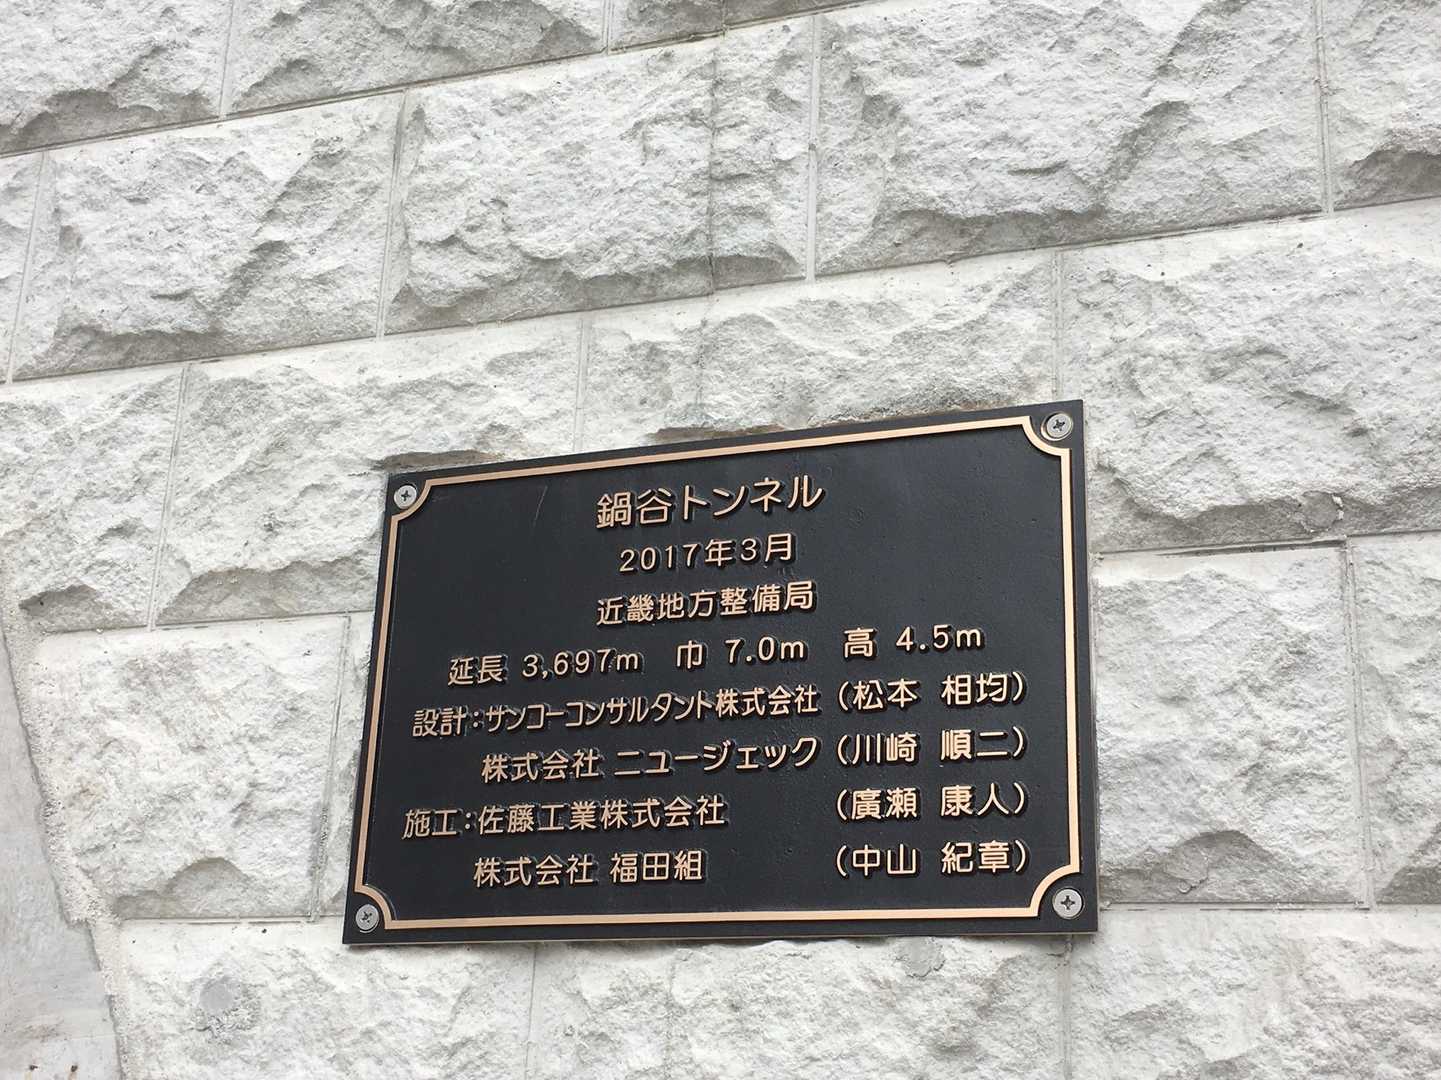 鍋谷トンネル
2017年3月
近畿地方整備局
延長 3,697m 巾 7.0m 高 4.5m
設計:サンコーコンサルタント株式会社 (松本 相均)
株式会社 ニュージェック (川崎 順二)
施工:佐藤工業株式会社 (廣瀬 康人)
株式会社 福田組 (中山 紀章)